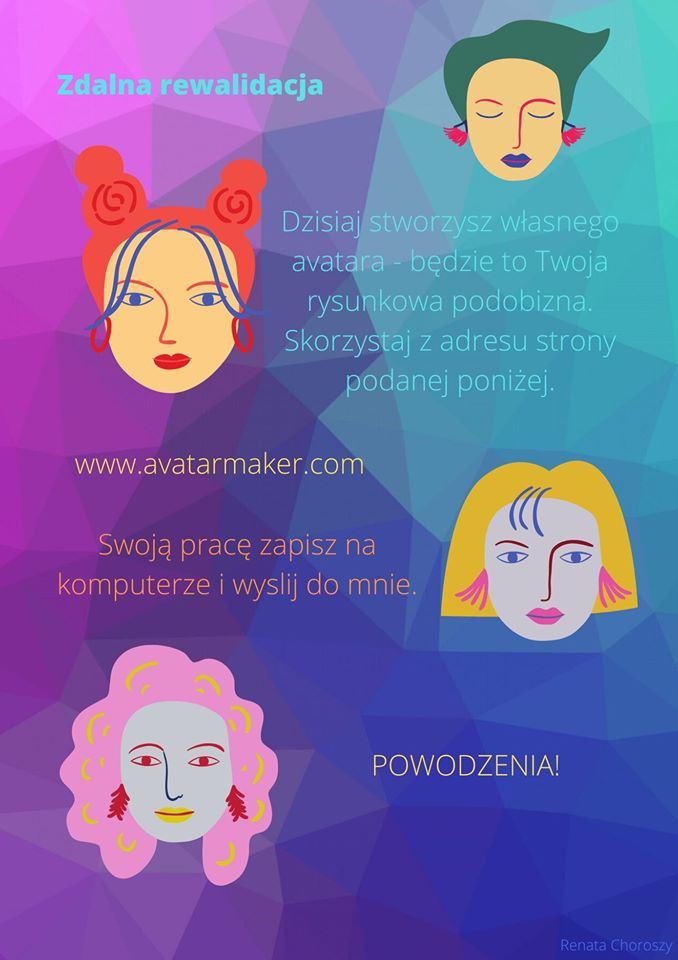 Zdalna rewalidacja
Dzisiaj stworzysz własnego
avatara - będzie to Twoja
rysunkowa podobizna.
Skorzystaj z adresu strony
podanej poniżej.
www.avatarmaker.com
Swoją pracę zapisz na
komputerze i wyslij do mnie.
POWODZENIA!
Renata Choroszy